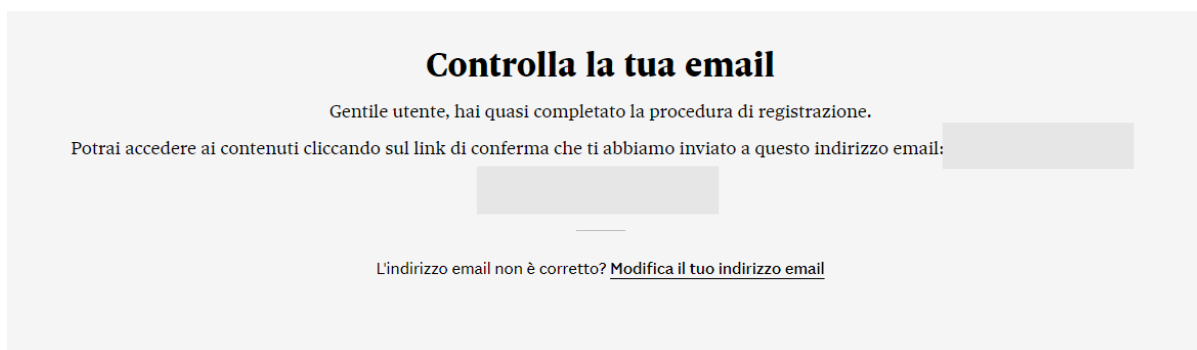 Controlla la tua email
Gentile utente, hai quasi completato la procedura di registrazione.
Potrai accedere ai contenuti cliccando sul link di conferma che ti abbiamo inviato a questo indirizzo email:
L'indirizzo email non è corretto? Modifica il tuo indirizzo email